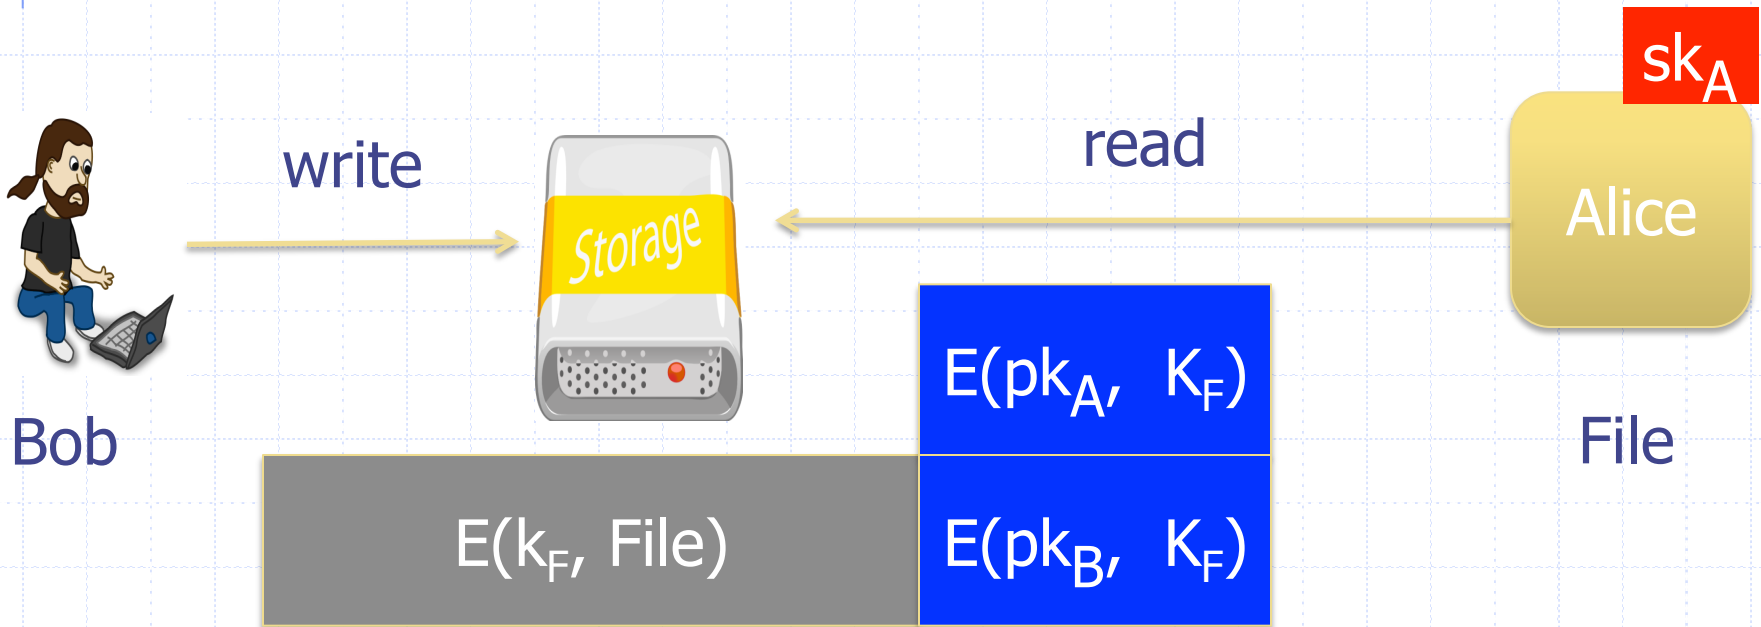 sk_A
write
read
Storage
Alice
E(pk_A, K_F)
Bob
File
E(k_F, File)
E(pk_B, K_F)